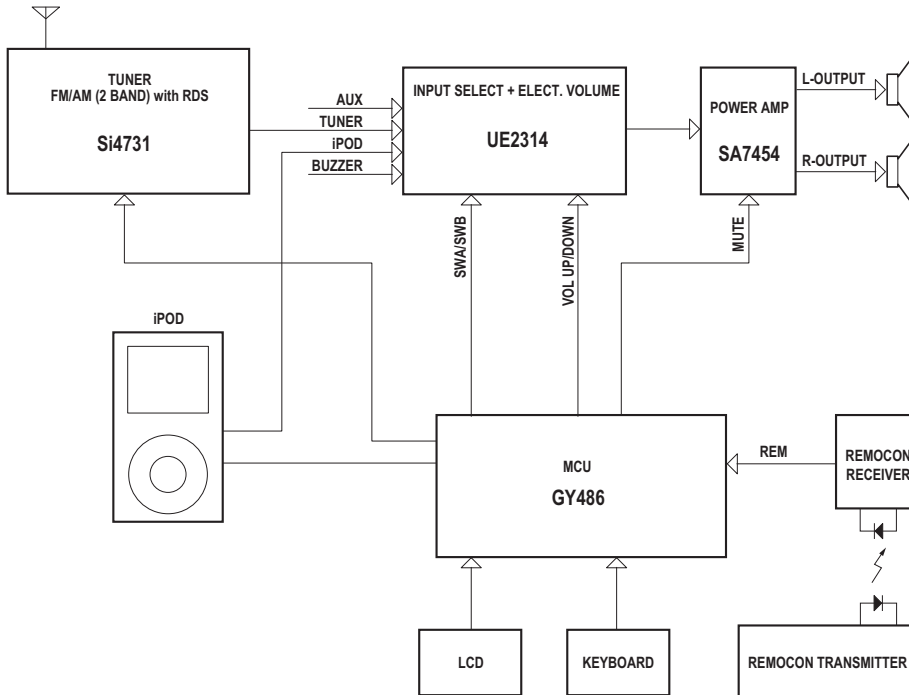 TUNER
FM/AM (2 BAND) with RDS
Si4731
AUX
TUNER
iPOD
BUZZER
INPUT SELECT + ELECT. VOLUME
UE2314
POWER AMP
SA7454
L-OUTPUT
R-OUTPUT
SWA/SWB
VOL UP/DOWN
MUTE
iPOD
MCU
GY486
REM
REMOCON
RECEIVER
LCD
KEYBOARD
REMOCON TRANSMITTER